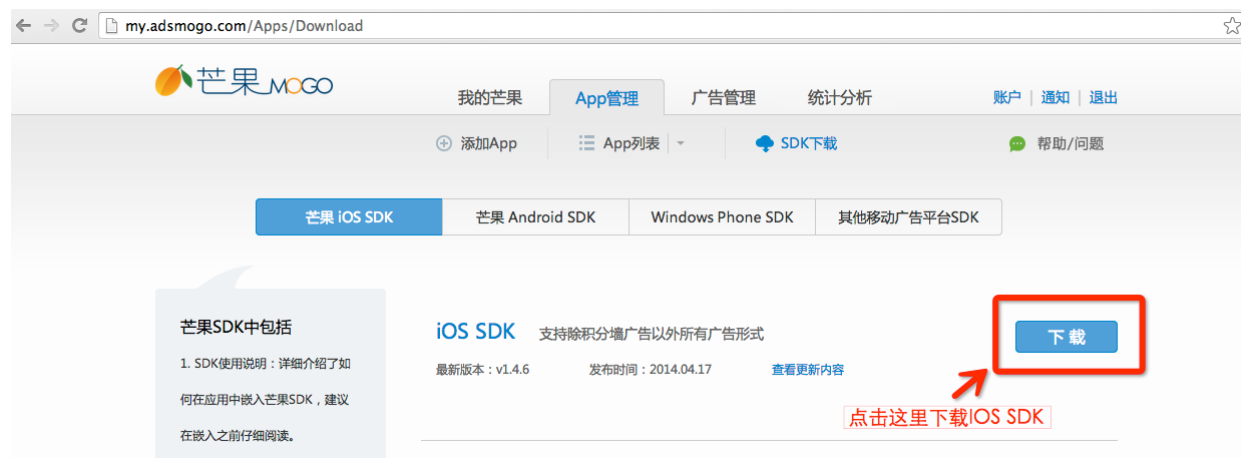 my.adsmogo.com/Apps/Download
芒果 MOGO
我的芒果 App管理 广告管理 统计分析 账户 | 通知 | 退出
添加App App列表 SDK下载 帮助/问题
芒果 iOS SDK 芒果 Android SDK Windows Phone SDK 其他移动广告平台SDK
芒果SDK中包括
1. SDK使用说明：详细介绍了如
何在应用中嵌入芒果SDK，建议
在嵌入之前仔细阅读。
iOS SDK 支持除积分墙广告以外所有广告形式
下 载
最新版本：v1.4.6 发布时间：2014.04.17 查看更新内容
点击这里下载IOS SDK